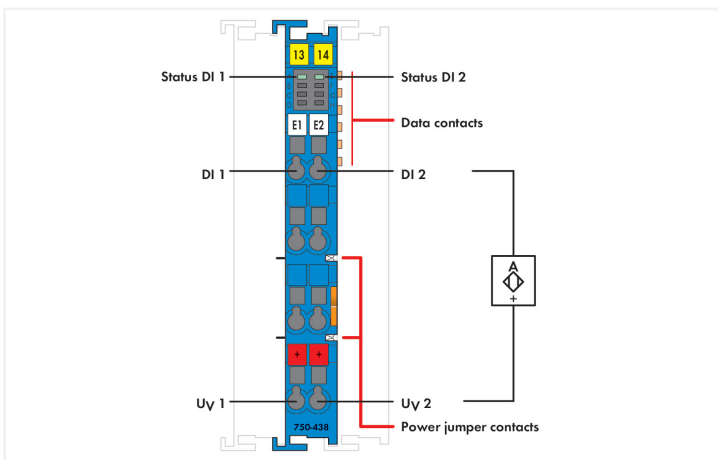 13 14
Status DI 1
Status DI 2
Data contacts
E1 E2
DI 1
DI 2
A
+
+ +
UV 1
UV 2
750-438
Power jumper contacts